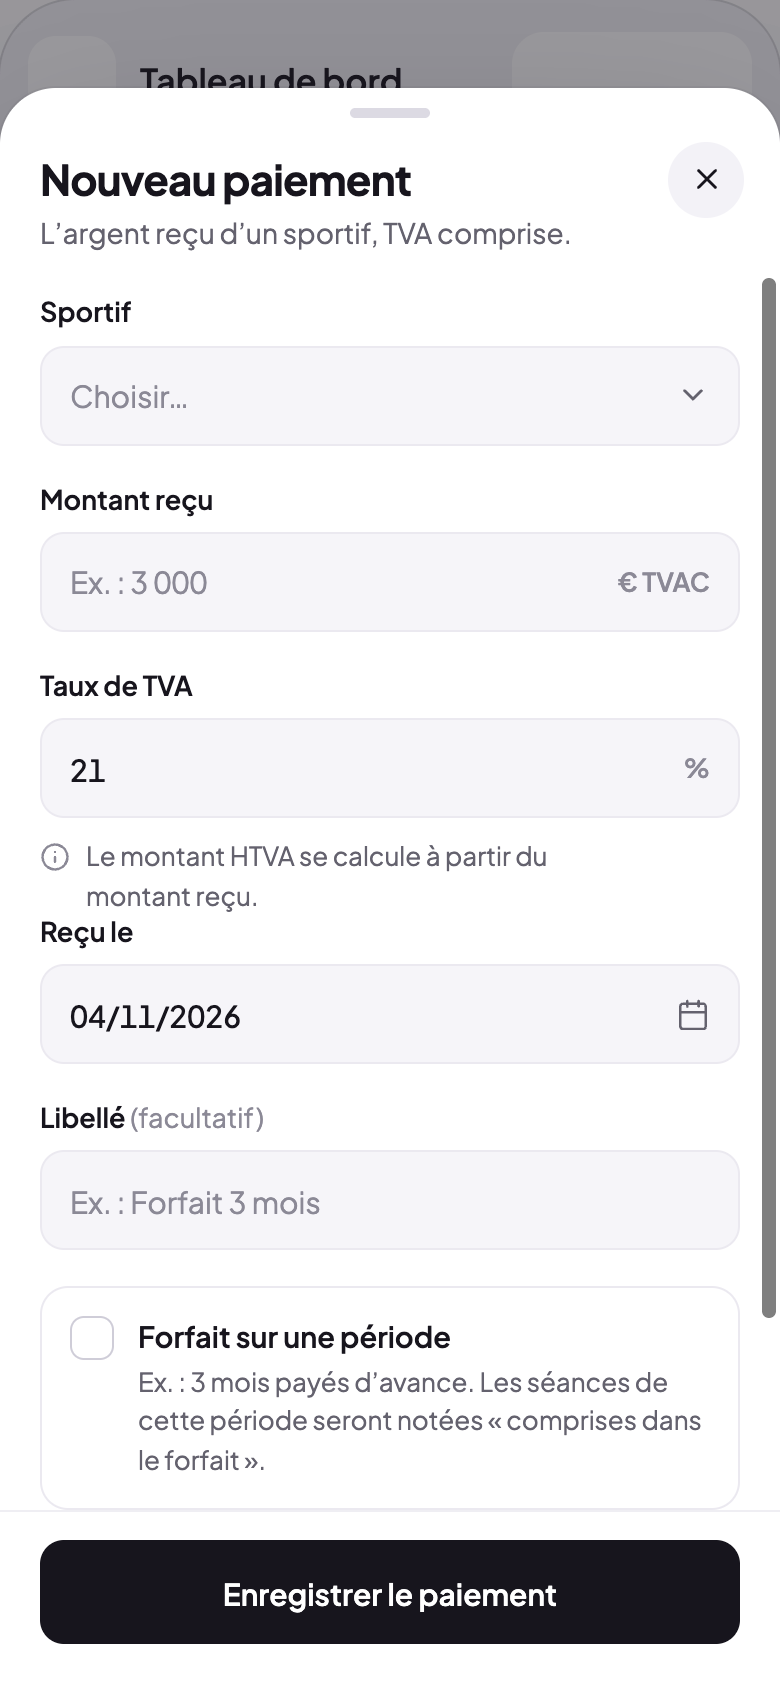 Tableau de bord
Nouveau paiement
L’argent reçu d’un sportif, TVA comprise.
Sportif
Choisir...
Montant reçu
Ex. : 3 000 € TVAC
Taux de TVA
21 %
Le montant HTVA se calcule à partir du
montant reçu.
Reçu le
04/11/2026
Libellé (facultatif)
Ex. : Forfait 3 mois
Forfait sur une période
Ex. : 3 mois payés d’avance. Les séances de
cette période seront notées « comprises dans
le forfait ».
Enregistrer le paiement